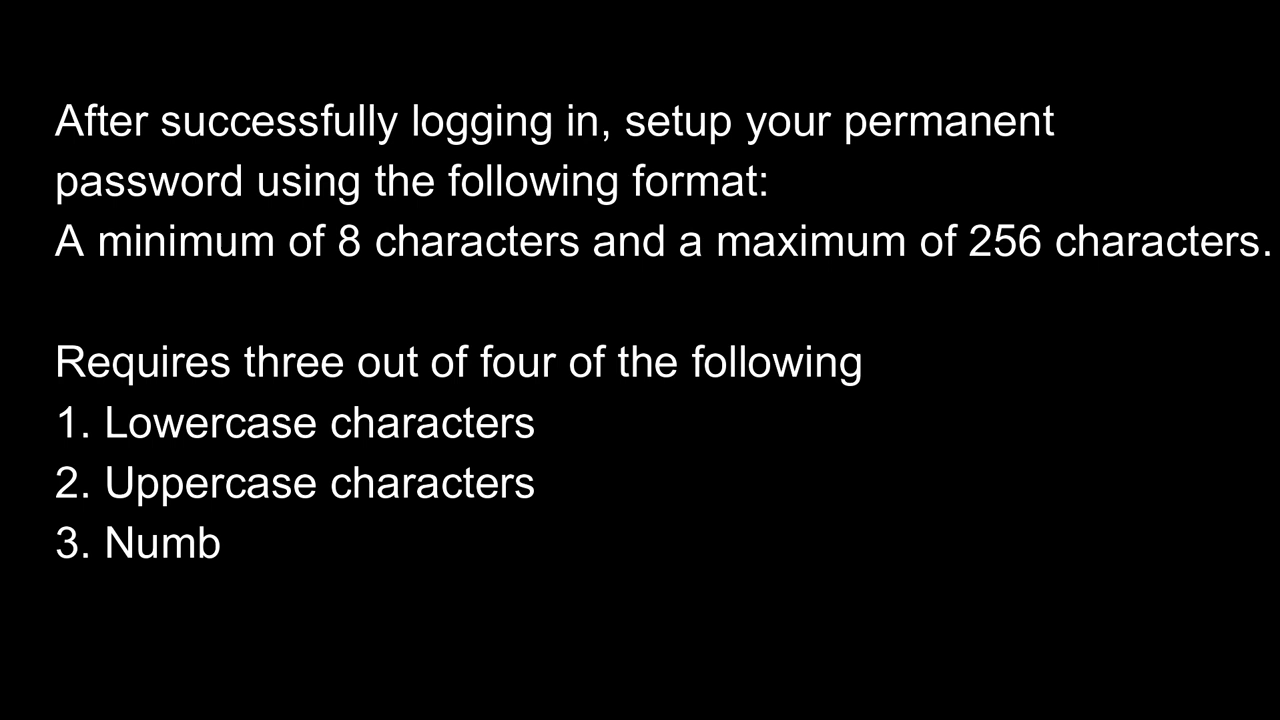 After successfully logging in, setup your permanent
password using the following format:
A minimum of 8 characters and a maximum of 256 characters.
Requires three out of four of the following
1. Lowercase characters
2. Uppercase characters
3. Numb